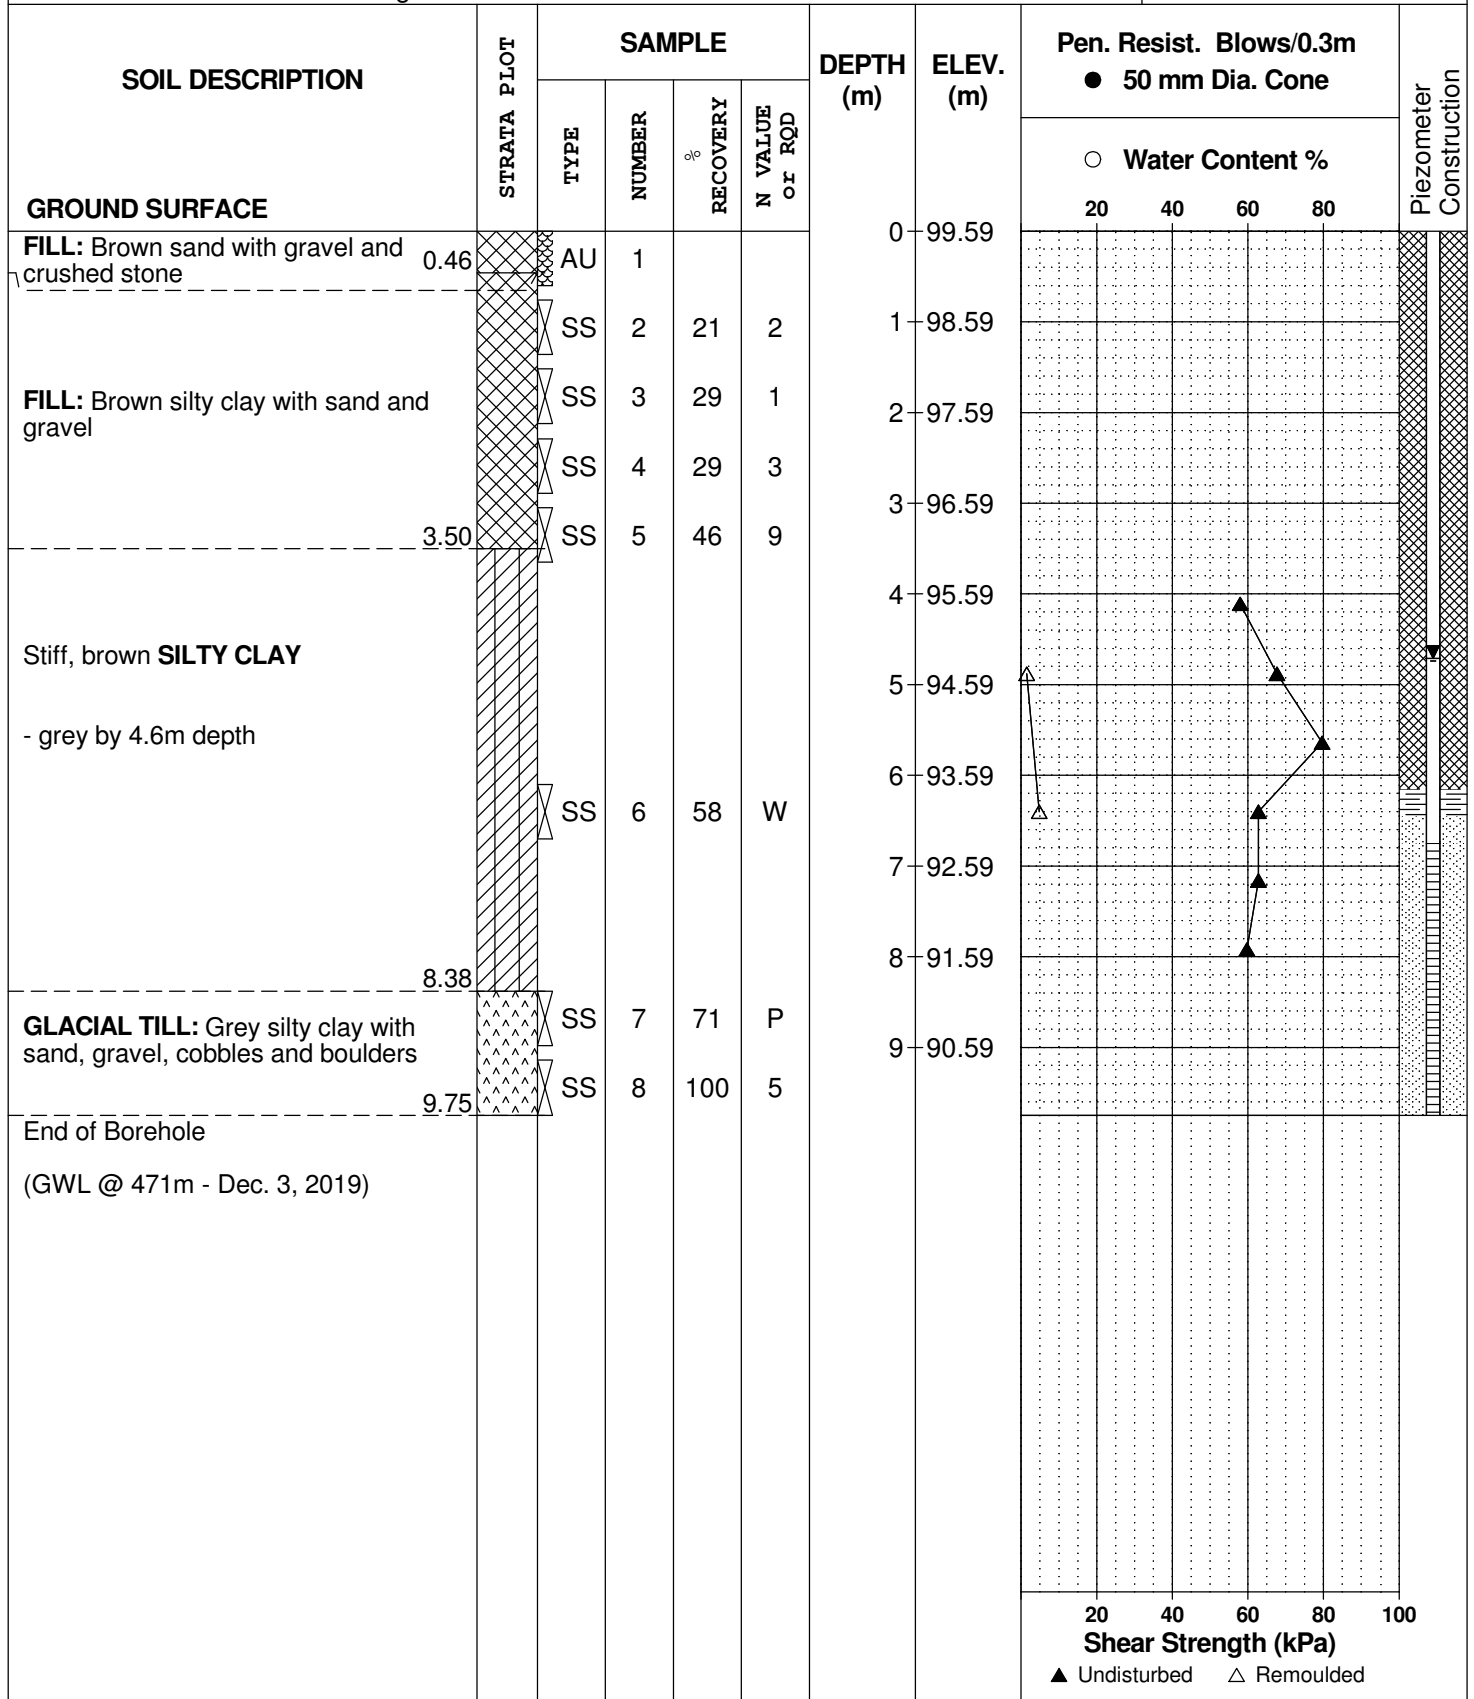 SOIL DESCRIPTION
GROUND SURFACE
STRATA PLOT
SAMPLE
TYPE
NUMBER
%
RECOVERY
N VALUE
or RQD
DEPTH
(m)
ELEV.
(m)
Pen. Resist. Blows/0.3m
● 50 mm Dia. Cone
○ Water Content %
20 40 60 80
Piezometer
Construction
FILL: Brown sand with gravel and
crushed stone
0.46
AU 1
0 99.59
SS 2 21 2
1 98.59
FILL: Brown silty clay with sand and
gravel
SS 3 29 1
2 97.59
SS 4 29 3
3 96.59
3.50
SS 5 46 9
4 95.59
Stiff, brown SILTY CLAY
5 94.59
- grey by 4.6m depth
6 93.59
SS 6 58 W
7 92.59
8 91.59
8.38
GLACIAL TILL: Grey silty clay with
sand, gravel, cobbles and boulders
SS 7 71 P
9 90.59
SS 8 100 5
9.75
End of Borehole
(GWL @ 471m - Dec. 3, 2019)
20 40 60 80 100
Shear Strength (kPa)
▲ Undisturbed △ Remoulded